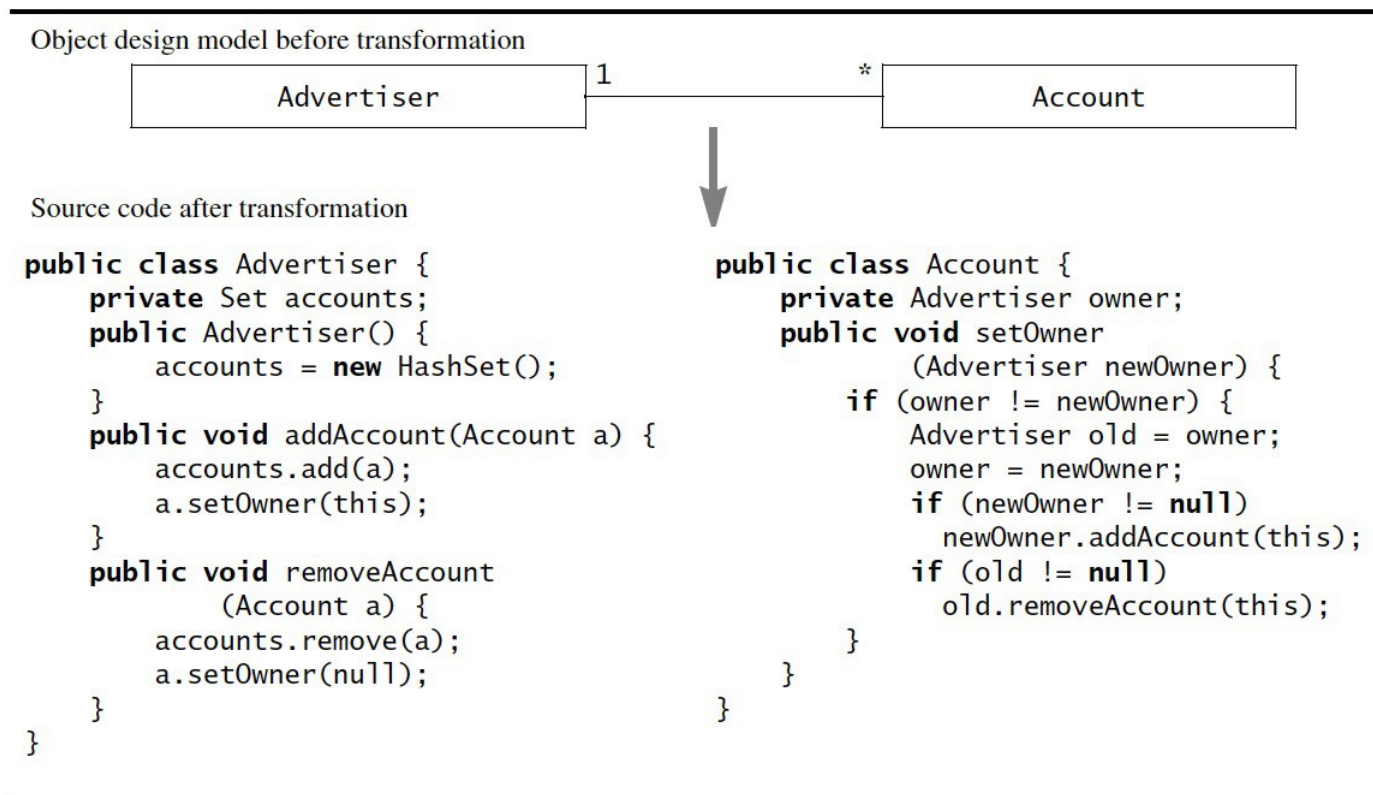 Object design model before transformation
Advertiser
1
*
Account
Source code after transformation
public class Advertiser {
    private Set accounts;
    public Advertiser() {
        accounts = new HashSet();
    }
    public void addAccount(Account a) {
        accounts.add(a);
        a.setOwner(this);
    }
    public void removeAccount
            (Account a) {
        accounts.remove(a);
        a.setOwner(null);
    }
}
public class Account {
    private Advertiser owner;
    public void setOwner
            (Advertiser newOwner) {
        if (owner != newOwner) {
            Advertiser old = owner;
            owner = newOwner;
            if (newOwner != null)
              newOwner.addAccount(this);
            if (old != null)
              old.removeAccount(this);
        }
    }
}